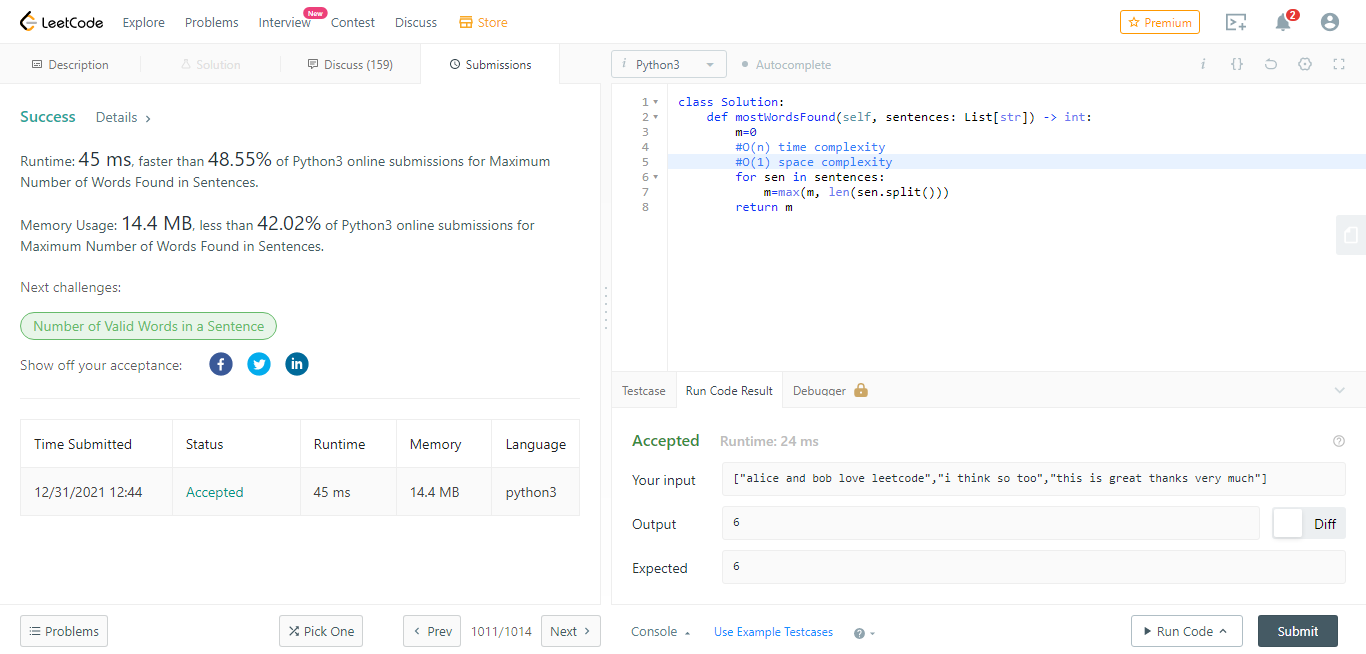 LeetCode Explore Problems Interview New Contest Discuss Store Premium 2
Description Solution Discuss (159) Submissions
Success Details
Runtime: 45 ms, faster than 48.55% of Python3 online submissions for Maximum
Number of Words Found in Sentences.
Memory Usage: 14.4 MB, less than 42.02% of Python3 online submissions for
Maximum Number of Words Found in Sentences.
Next challenges:
Number of Valid Words in a Sentence
Show off your acceptance:
Time Submitted Status Runtime Memory Language
12/31/2021 12:44 Accepted 45 ms 14.4 MB python3
Problems Pick One Prev 1011/1014 Next
i Python3 Autocomplete i {}
1 class Solution:
2 def mostWordsFound(self, sentences: List[str]) -> int:
3 m=0
4 #O(n) time complexity
5 #O(1) space complexity
6 for sen in sentences:
7 m=max(m, len(sen.split()))
8 return m
Testcase Run Code Result Debugger
Accepted Runtime: 24 ms
Your input ["alice and bob love leetcode","i think so too","this is great thanks very much"]
Output 6 Diff
Expected 6
Console Use Example Testcases Run Code Submit